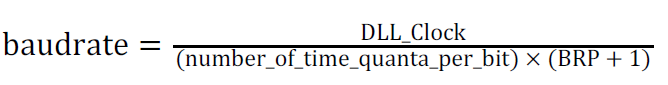 baudrate = DLL_Clock / (number_of_time_quanta_per_bit) × (BRP + 1)